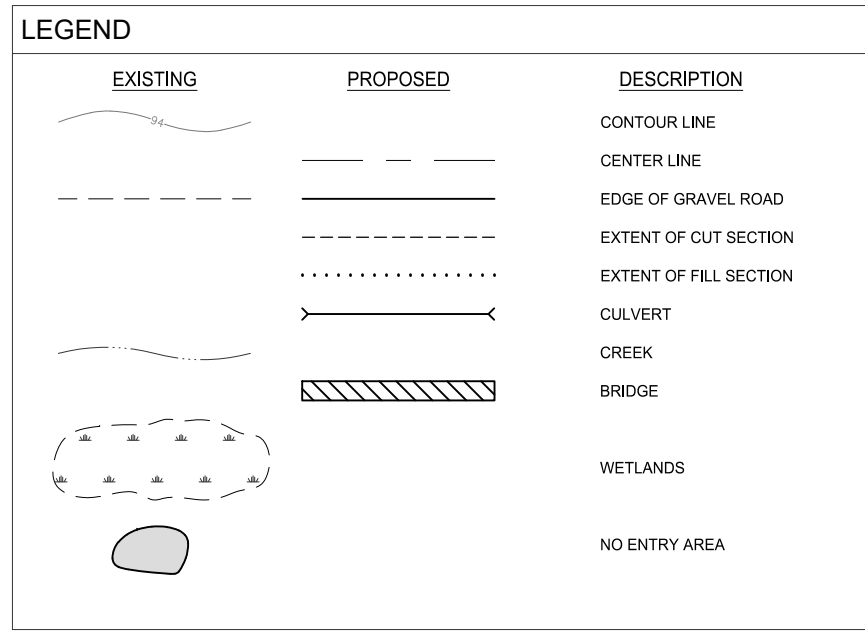 LEGEND
EXISTING PROPOSED DESCRIPTION
94 CONTOUR LINE
CENTER LINE
EDGE OF GRAVEL ROAD
EXTENT OF CUT SECTION
EXTENT OF FILL SECTION
CULVERT
CREEK
BRIDGE
WETLANDS
NO ENTRY AREA